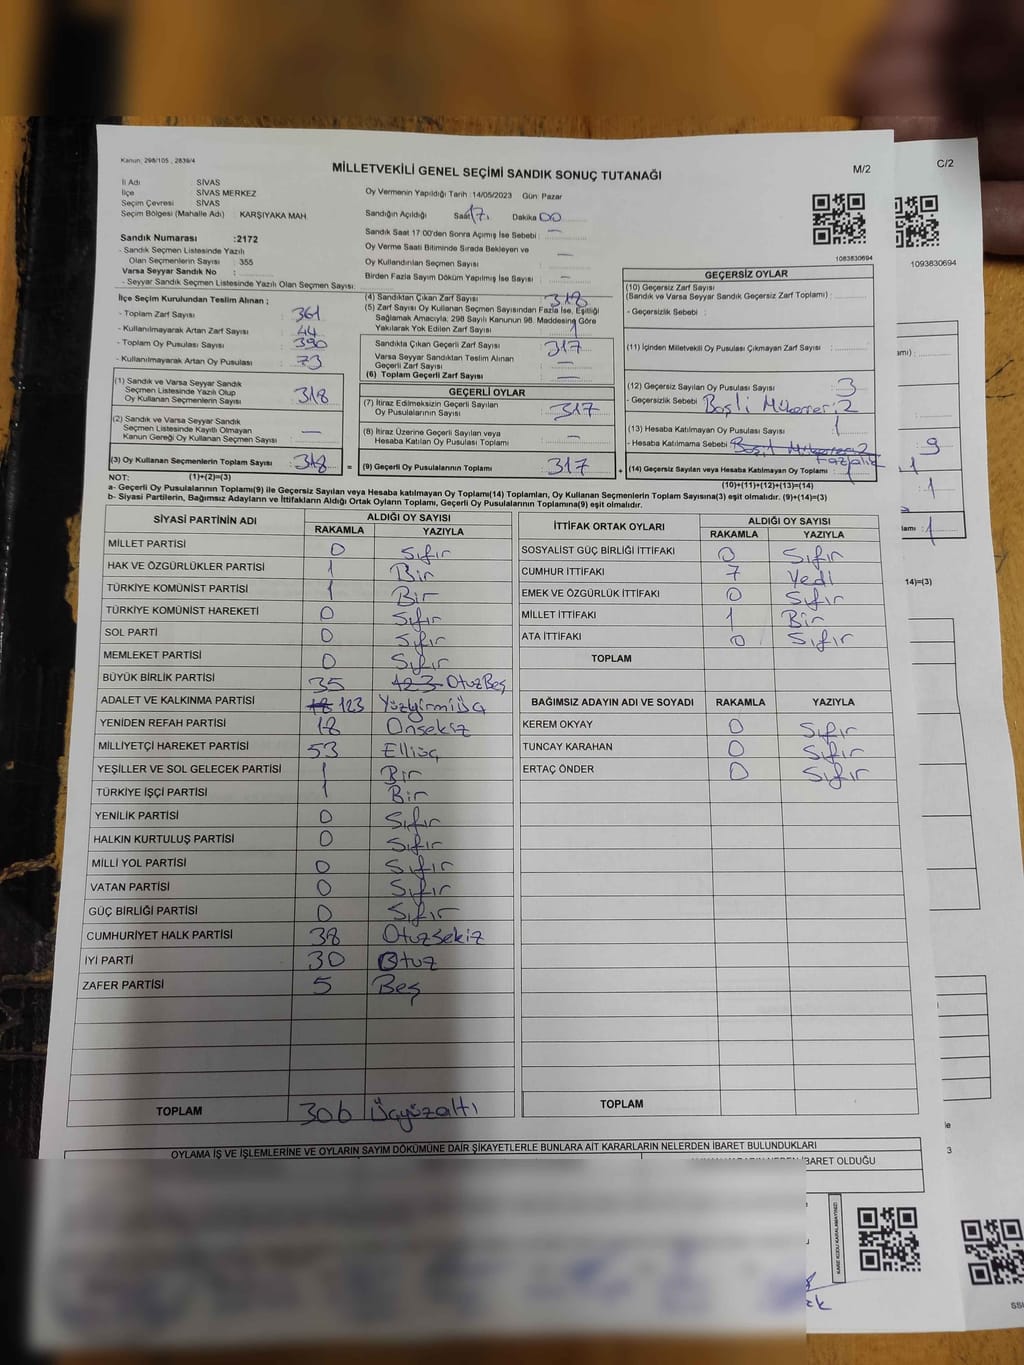 Kanun; 298/105 , 2839/4
MİLLETVEKİLİ GENEL SEÇİMİ SANDIK SONUÇ TUTANAĞI
M/2
C/2
İl Adı SİVAS
İlçe SİVAS MERKEZ
Seçim Çevresi SİVAS
Seçim Bölgesi (Mahalle Adı) : KARŞIYAKA MAH.
Oy Vermenin Yapıldığı Tarih : 14/05/2023 Gün: Pazar
Sandığın Açıldığı Saat 17. Dakika 00
Sandık Saat 17:00'den Sonra Açımış İse Sebebi : —
Oy Verme Saati Bitiminde Sırada Bekleyen ve
Oy Kullandırılan Seçmen Sayısı : —
Birden Fazla Sayım Döküm Yapılmış İse Sayısı : —
1083830694
1093830694
Sandık Numarası :2172
- Sandık Seçmen Listesinde Yazılı
Olan Seçmenlerin Sayısı : 355
Varsa Seyyar Sandık No :
- Seyyar Sandık Seçmen Listesinde Yazılı Olan Seçmen Sayısı:
İlçe Seçim Kurulundan Teslim Alınan ;
- Toplam Zarf Sayısı : 361
- Kullanılmayarak Artan Zarf Sayısı : 44
- Toplam Oy Pusulası Sayısı : 390
- Kullanılmayarak Artan Oy Pusulası : 73
(1) Sandık ve Varsa Seyyar Sandık
Seçmen Listesinde Yazılı Olup
Oy Kullanan Seçmenlerin Sayısı : 318
(2) Sandık ve Varsa Seyyar Sandık
Seçmen Listesinde Kayıtlı Olmayan
Kanun Gereği Oy Kullanan Seçmen Sayısı : —
(3) Oy Kullanan Seçmenlerin Toplam Sayısı : 318
(4) Sandıktan Çıkan Zarf Sayısı : 318
(5) Zarf Sayısı Oy Kullanan Seçmen Sayısından Fazla İse, Eşitliği
Sağlamak Amacıyla; 298 Sayılı Kanunun 98. Maddesine Göre
Yakılarak Yok Edilen Zarf Sayısı : 1
Sandıkta Çıkan Geçerli Zarf Sayısı : 317
Varsa Seyyar Sandıktan Teslim Alınan
Geçerli Zarf Sayısı : —
(6) Toplam Geçerli Zarf Sayısı : —
GEÇERLİ OYLAR
(7) İtiraz Edilmeksizin Geçerli Sayılan
Oy Pusulalarının Sayısı : 317
(8) İtiraz Üzerine Geçerli Sayılan veya
Hesaba Katılan Oy Pusulası Toplamı : —
= (9) Geçerli Oy Pusulalarının Toplamı : 317 +
GEÇERSİZ OYLAR
(10) Geçersiz Zarf Sayısı
(Sandık ve Varsa Seyyar Sandık Geçersiz Zarf Toplamı) :
- Geçersizlik Sebebi :
(11) İçinden Milletvekili Oy Pusulası Çıkmayan Zarf Sayısı :
(12) Geçersiz Sayılan Oy Pusulası Sayısı : 3
- Geçersizlik Sebebi :
(13) Hesaba Katılmayan Oy Pusulası Sayısı : 1
- Hesaba Katılmama Sebebi :
(14) Geçersiz Sayılan veya Hesaba Katılmayan Oy Toplamı :
NOT: (1)+(2)=(3)
(10)+(11)+(12)+(13)=(14)
a- Geçerli Oy Pusulalarının Toplamı(9) ile Geçersiz Sayılan veya Hesaba katılmayan Oy Toplamı(14) Toplamları, Oy Kullanan Seçmenlerin Toplam Sayısına(3) eşit olmalıdır. (9)+(14)=(3)
b- Siyasi Partilerin, Bağımsız Adayların ve İttifakların Aldığı Ortak Oyların Toplamı, Geçerli Oy Pusulalarının Toplamına(9) eşit olmalıdır.
SİYASİ PARTİNİN ADI ALDIĞI OY SAYISI
RAKAMLA YAZIYLA
MİLLET PARTİSİ 0 Sıfır
HAK VE ÖZGÜRLÜKLER PARTİSİ 1 Bir
TÜRKİYE KOMÜNİST PARTİSİ 1 Bir
TÜRKİYE KOMÜNİST HAREKETİ 0 Sıfır
SOL PARTİ 0 Sıfır
MEMLEKET PARTİSİ 0 Sıfır
BÜYÜK BİRLİK PARTİSİ 35 123 OtuzBeş
ADALET VE KALKINMA PARTİSİ 18 123 Yüzyirmiüç
YENİDEN REFAH PARTİSİ 18 Onsekiz
MİLLİYETÇİ HAREKET PARTİSİ 53 Elliüç
YEŞİLLER VE SOL GELECEK PARTİSİ 1 Bir
TÜRKİYE İŞÇİ PARTİSİ 1 Bir
YENİLİK PARTİSİ 0 Sıfır
HALKIN KURTULUŞ PARTİSİ 0 Sıfır
MİLLİ YOL PARTİSİ 0 Sıfır
VATAN PARTİSİ 0 Sıfır
GÜÇ BİRLİĞİ PARTİSİ 0 Sıfır
CUMHURİYET HALK PARTİSİ 38 Otuzsekiz
İYİ PARTİ 30 Otuz
ZAFER PARTİSİ 5 Beş
TOPLAM 306 Üçyüzaltı
İTTİFAK ORTAK OYLARI ALDIĞI OY SAYISI
RAKAMLA YAZIYLA
SOSYALİST GÜÇ BİRLİĞİ İTTİFAKI 0 Sıfır
CUMHUR İTTİFAKI 7 Yedi
EMEK VE ÖZGÜRLÜK İTTİFAKI 0 Sıfır
MİLLET İTTİFAKI 1 Bir
ATA İTTİFAKI 0 Sıfır
TOPLAM
BAĞIMSIZ ADAYIN ADI VE SOYADI RAKAMLA YAZIYLA
KEREM OKYAY 0 Sıfır
TUNCAY KARAHAN 0 Sıfır
ERTAÇ ÖNDER 0 Sıfır
TOPLAM
amı) :
9
1
: 1
lamı : 1
14)=(3)
OYLAMA İŞ VE İŞLEMLERİNE VE OYLARIN SAYIM DÖKÜMÜNE DAİR ŞİKAYETLERLE BUNLARA AİT KARARLARIN NELERDEN İBARET BULUNDUKLARI
İBARET OLDUĞU